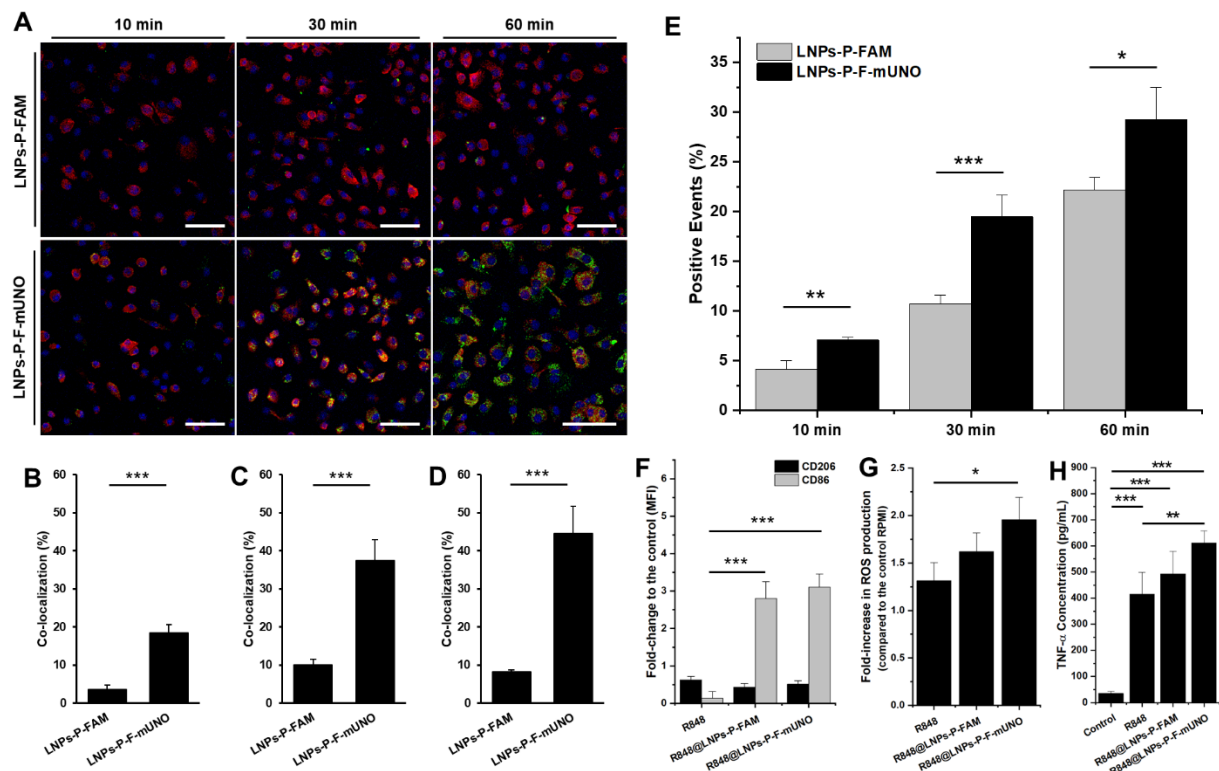 A
10 min
30 min
60 min
LNPs-P-FAM
LNPs-P-F-mUNO
E
LNPs-P-FAM
LNPs-P-F-mUNO
Positive Events (%)
35
30
25
20
15
10
5
0
**
***
*
10 min
30 min
60 min
B
Co-localization (%)
60
50
40
30
20
10
0
***
LNPs-P-FAM
LNPs-P-F-mUNO
C
Co-localization (%)
60
50
40
30
20
10
0
***
LNPs-P-FAM
LNPs-P-F-mUNO
D
Co-localization (%)
60
50
40
30
20
10
0
***
LNPs-P-FAM
LNPs-P-F-mUNO
F
CD206
CD86
Fold-change to the control (MFI)
6
5
4
3
2
1
0
***
***
R848
R848@LNPs-P-FAM
R848@LNPs-P-F-mUNO
G
Fold-increase in ROS production
(compared to the control RPMI)
2.5
2.0
1.5
1.0
0.5
0.0
*
R848
R848@LNPs-P-FAM
R848@LNPs-P-F-mUNO
H
TNF-α Concentration (pg/mL)
900
800
700
600
500
400
300
200
100
0
***
***
***
**
Control
R848
R848@LNPs-P-FAM
R848@LNPs-P-F-mUNO